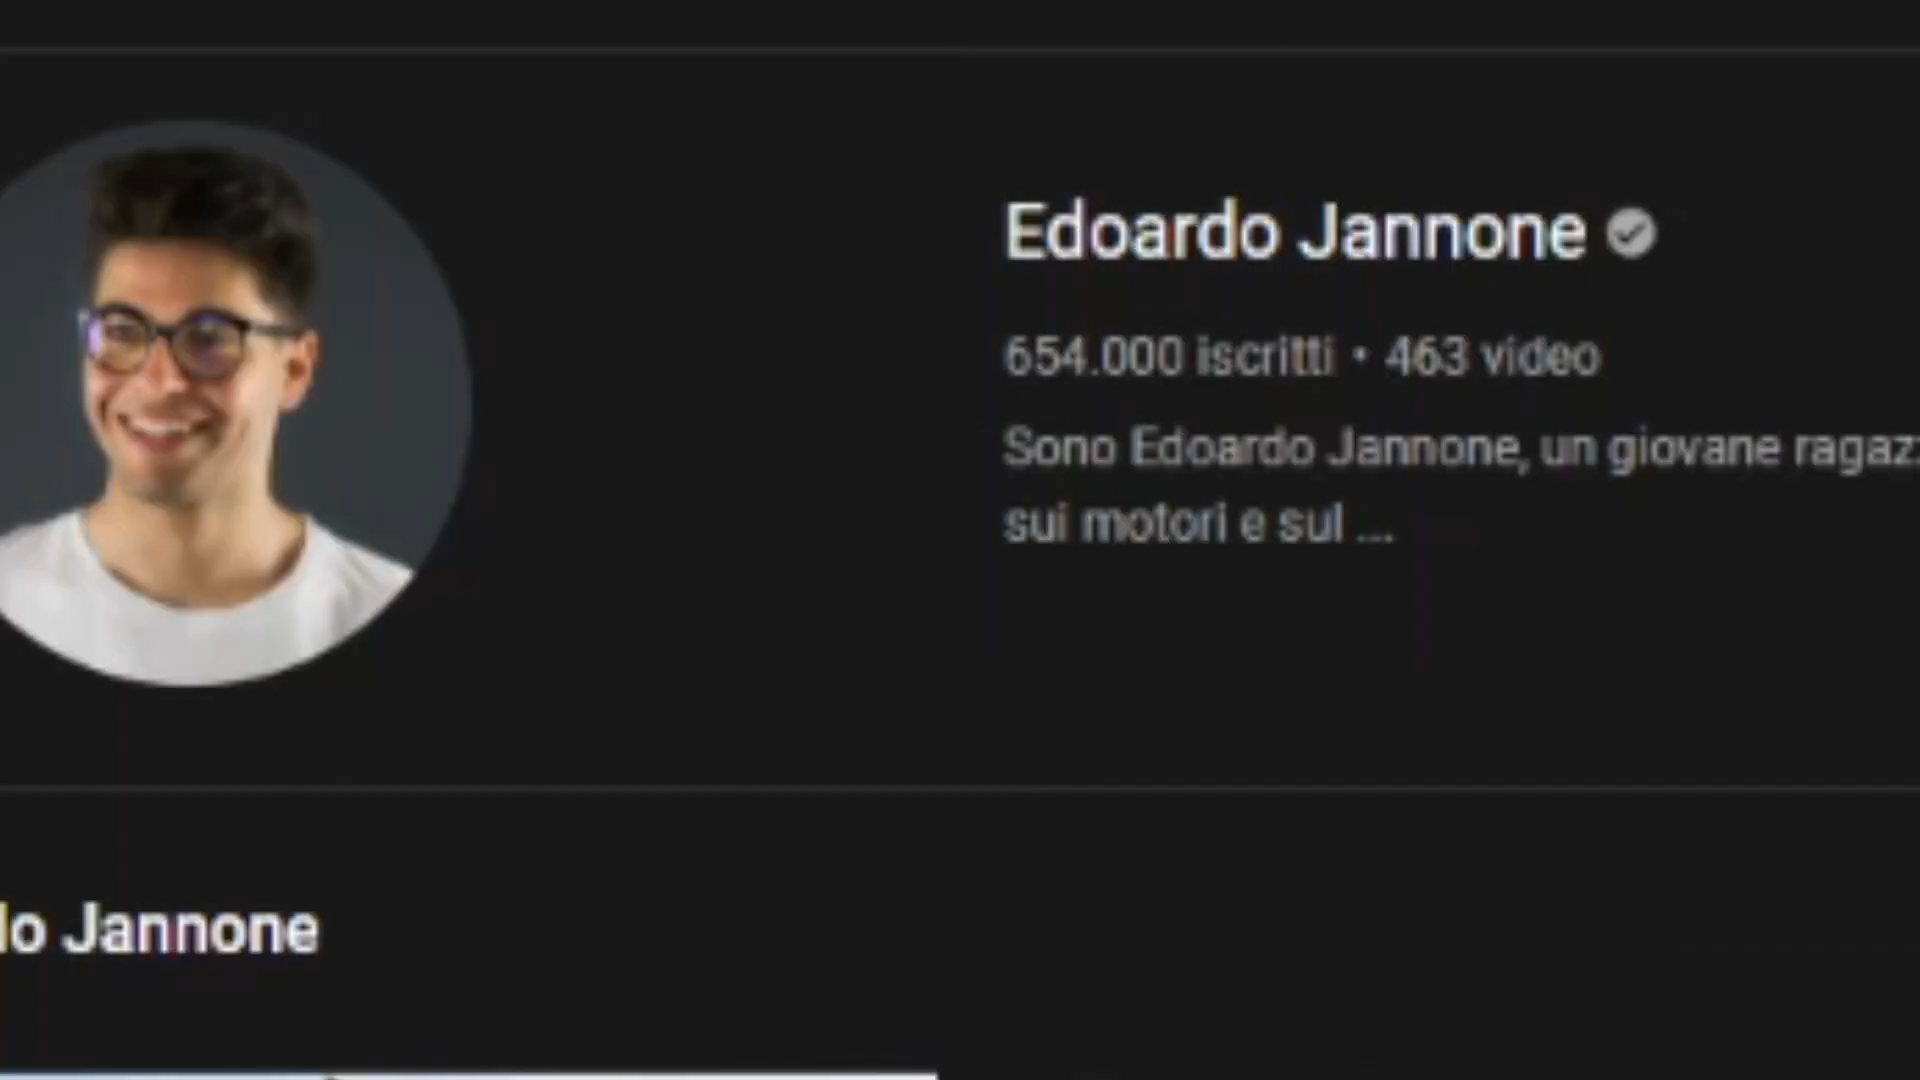 Edoardo Jannone
654.000 iscritti • 463 video
Sono Edoardo Jannone, un giovane
sui motori e sul ...
Jannone